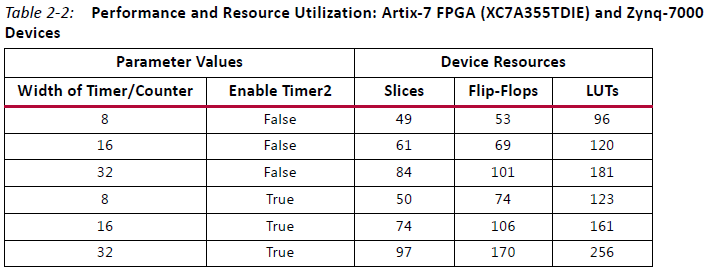 Table 2-2: Performance and Resource Utilization: Artix-7 FPGA (XC7A355TDIE) and Zynq-7000
Devices
Parameter Values Device Resources
Width of Timer/Counter Enable Timer2 Slices Flip-Flops LUTs
8 False 49 53 96
16 False 61 69 120
32 False 84 101 181
8 True 50 74 123
16 True 74 106 161
32 True 97 170 256